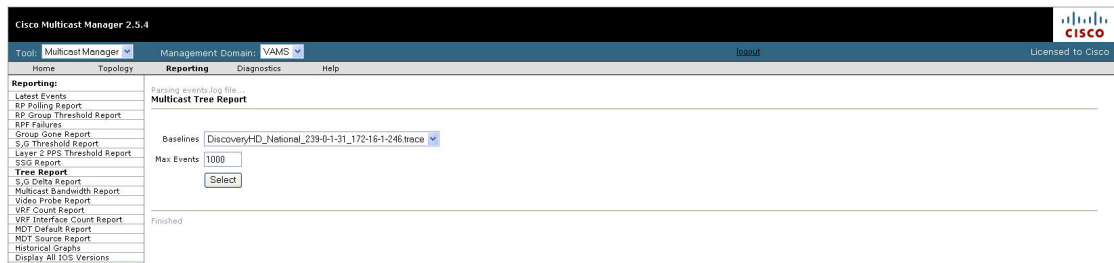 Cisco Multicast Manager 2.5.4
CISCO
Tool: Multicast Manager Management Domain: VAMS logout Licensed to Cisco
Home Topology Reporting Diagnostics Help
Reporting:
Latest Events
RP Polling Report
RP Group Threshold Report
RPF Failures
Group Gone Report
S,G Threshold Report
Layer 2 PPS Threshold Report
SSG Report
Tree Report
S,G Delta Report
Multicast Bandwidth Report
Video Probe Report
VRF Count Report
VRF Interface Count Report
MDT Default Report
MDT Source Report
Historical Graphs
Display All IOS Versions
Parsing events.log file...
Multicast Tree Report
Baselines DiscoveryHD_National_239-0-1-31_172-16-1-246.trace
Max Events 1000
Select
Finished